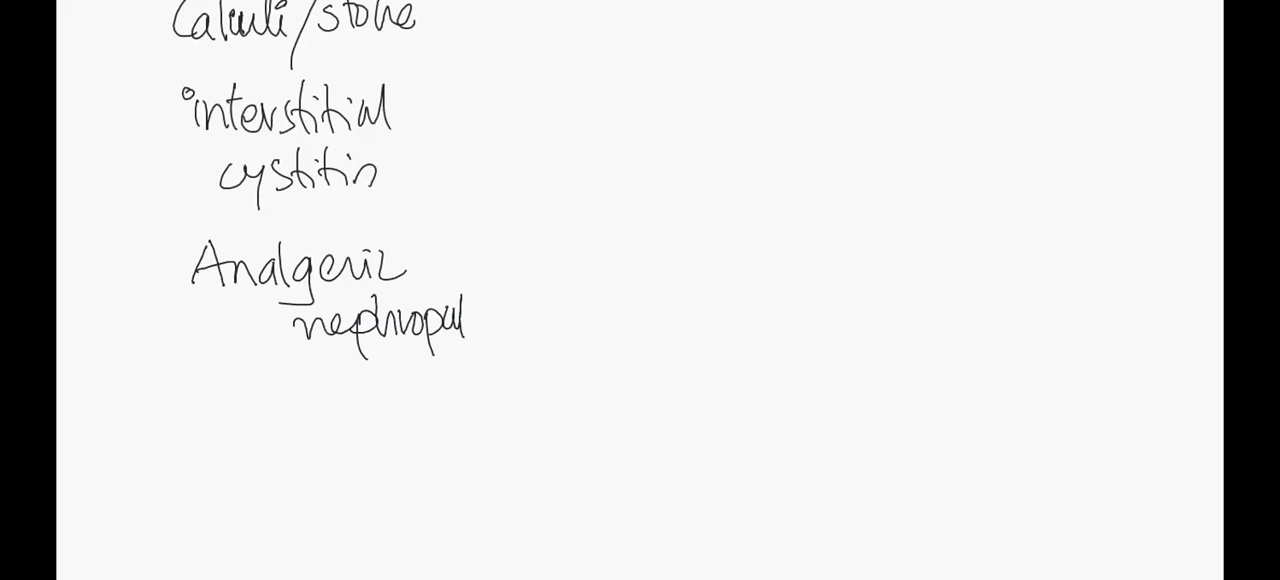 Calculi/stone
interstitial
cystitis
Analgesic
nephropat